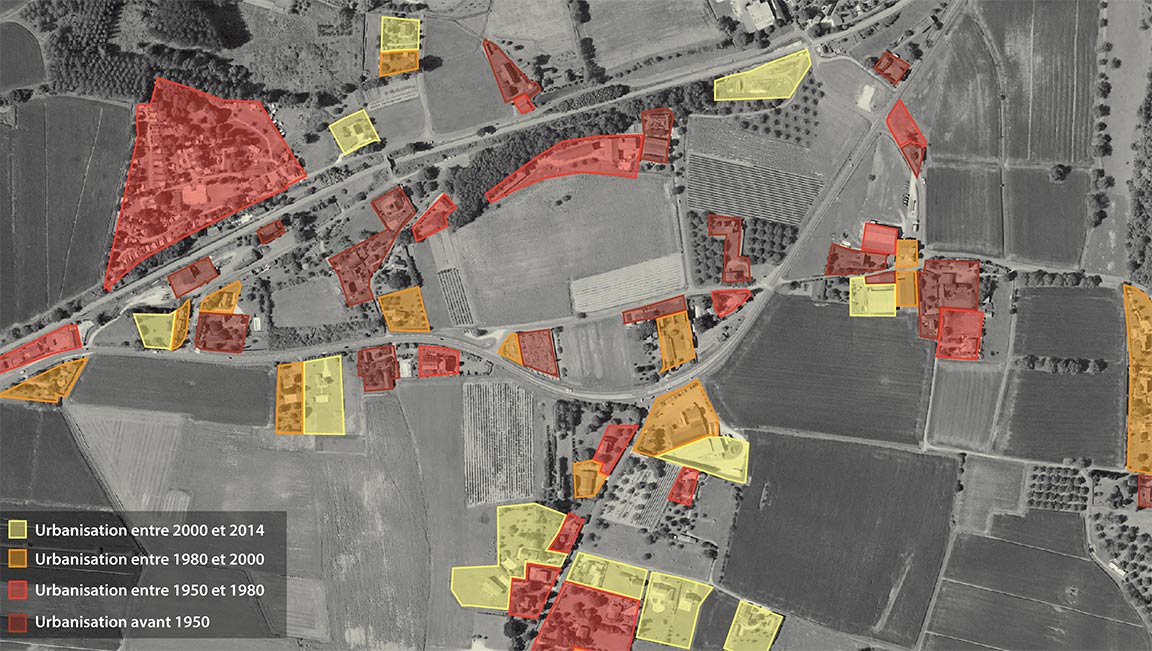 Urbanisation entre 2000 et 2014
Urbanisation entre 1980 et 2000
Urbanisation entre 1950 et 1980
Urbanisation avant 1950